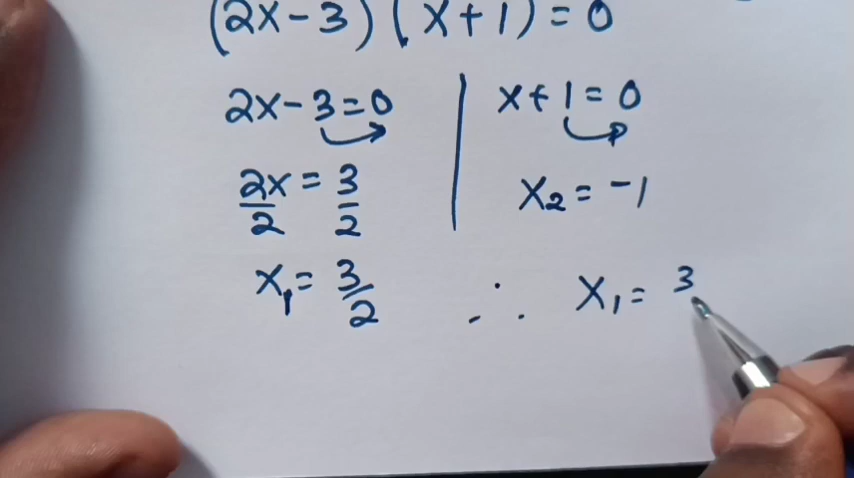 (2x-3)(x+1)=0
2x-3=0
2x/2 = 3/2
x₁ = 3/2
x+1=0
x₂ = -1
∴ x₁ = 3